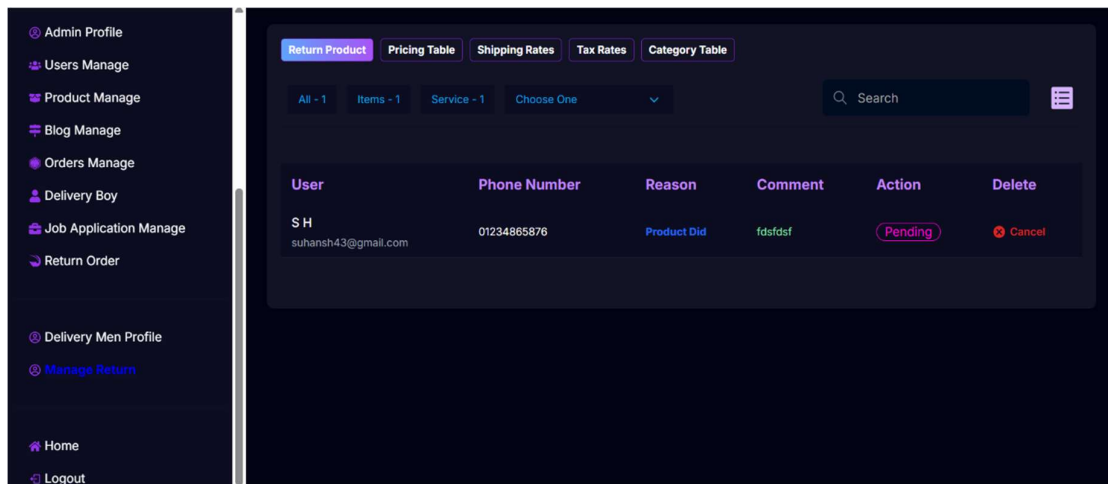 Admin Profile
Users Manage
Product Manage
Blog Manage
Orders Manage
Delivery Boy
Job Application Manage
Return Order
Delivery Men Profile
Manage Return
Home
Logout
Return Product Pricing Table Shipping Rates Tax Rates Category Table
All - 1 Items - 1 Service - 1 Choose One Search
User Phone Number Reason Comment Action Delete
S H
suhansh43@gmail.com
01234865876 Product Did fdsfdsf Pending Cancel